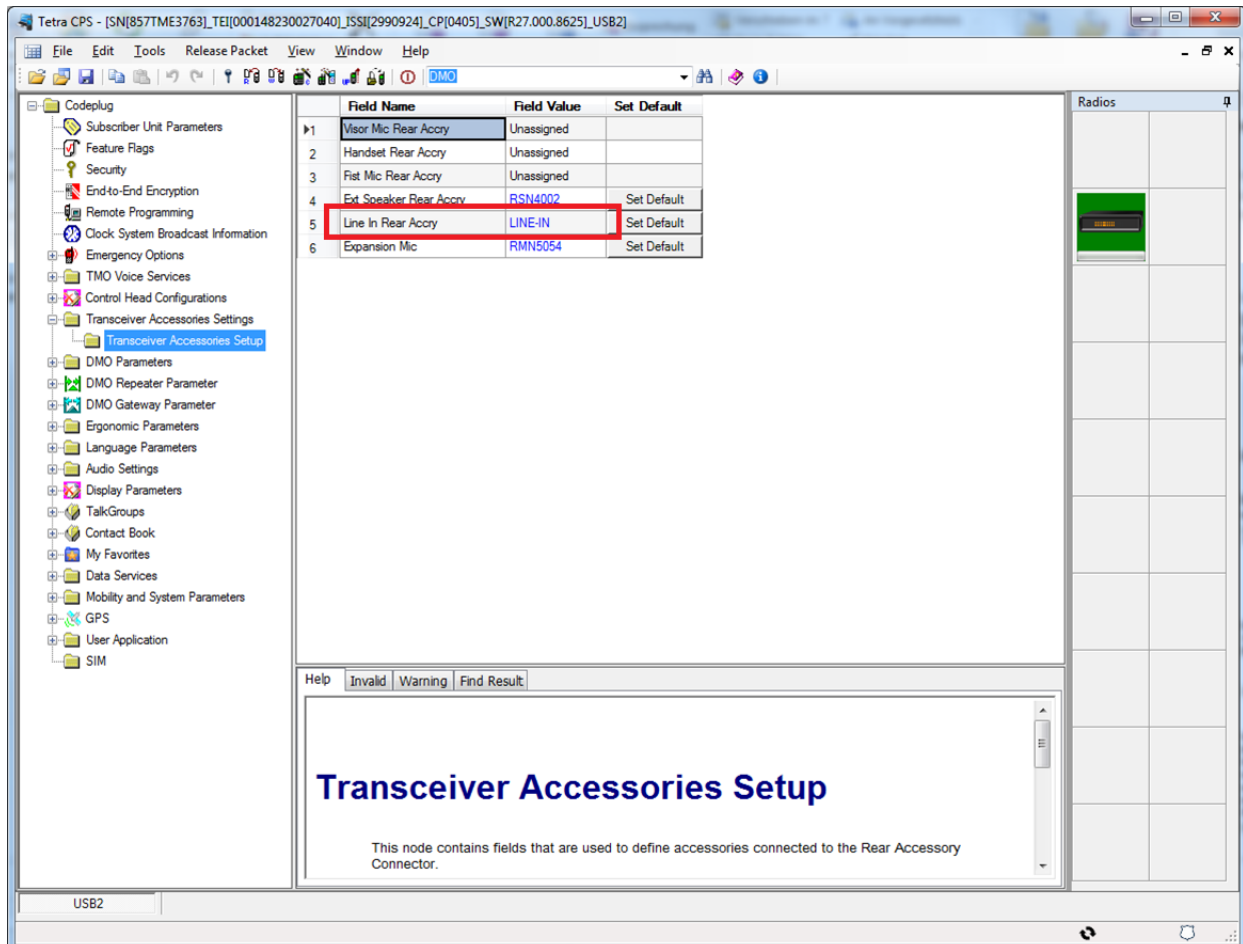 Tetra CPS - [SN[857TME3763]_TEI[000148230027040]_ISSI[2990924]_CP[0405]_SW[R27.000.8625]_USB2]
File Edit Tools Release Packet View Window Help
DMO
Codeplug
Subscriber Unit Parameters
Feature Flags
Security
End-to-End Encryption
Remote Programming
Clock System Broadcast Information
Emergency Options
TMO Voice Services
Control Head Configurations
Transceiver Accessories Settings
Transceiver Accessories Setup
DMO Parameters
DMO Repeater Parameter
DMO Gateway Parameter
Ergonomic Parameters
Language Parameters
Audio Settings
Display Parameters
TalkGroups
Contact Book
My Favorites
Data Services
Mobility and System Parameters
GPS
User Application
SIM
Field Name Field Value Set Default
1 Visor Mic Rear Accry Unassigned
2 Handset Rear Accry Unassigned
3 Fist Mic Rear Accry Unassigned
4 Ext Speaker Rear Accry RSN4002 Set Default
5 Line In Rear Accry LINE-IN Set Default
6 Expansion Mic RMN5054 Set Default
Radios
Help Invalid Warning Find Result
Transceiver Accessories Setup
This node contains fields that are used to define accessories connected to the Rear Accessory
Connector.
USB2